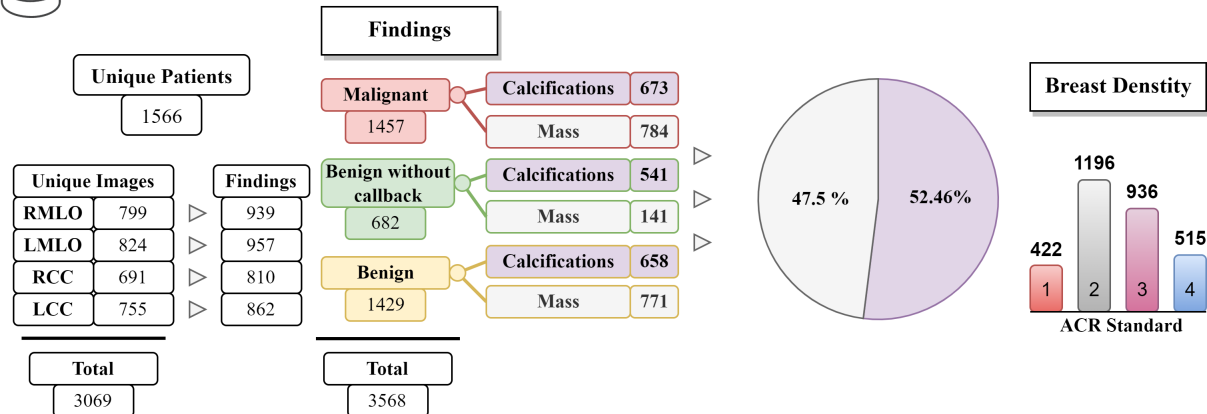 Unique Patients
1566
Unique Images
RMLO 799
LMLO 824
RCC 691
LCC 755
Total
3069
Findings
939
957
810
862
Findings
Malignant
1457
Calcifications 673
Mass 784
Benign without
callback
682
Calcifications 541
Mass 141
Benign
1429
Calcifications 658
Mass 771
Total
3568
47.5 %
52.46%
Breast Denstity
422
1196
936
515
1
2
3
4
ACR Standard